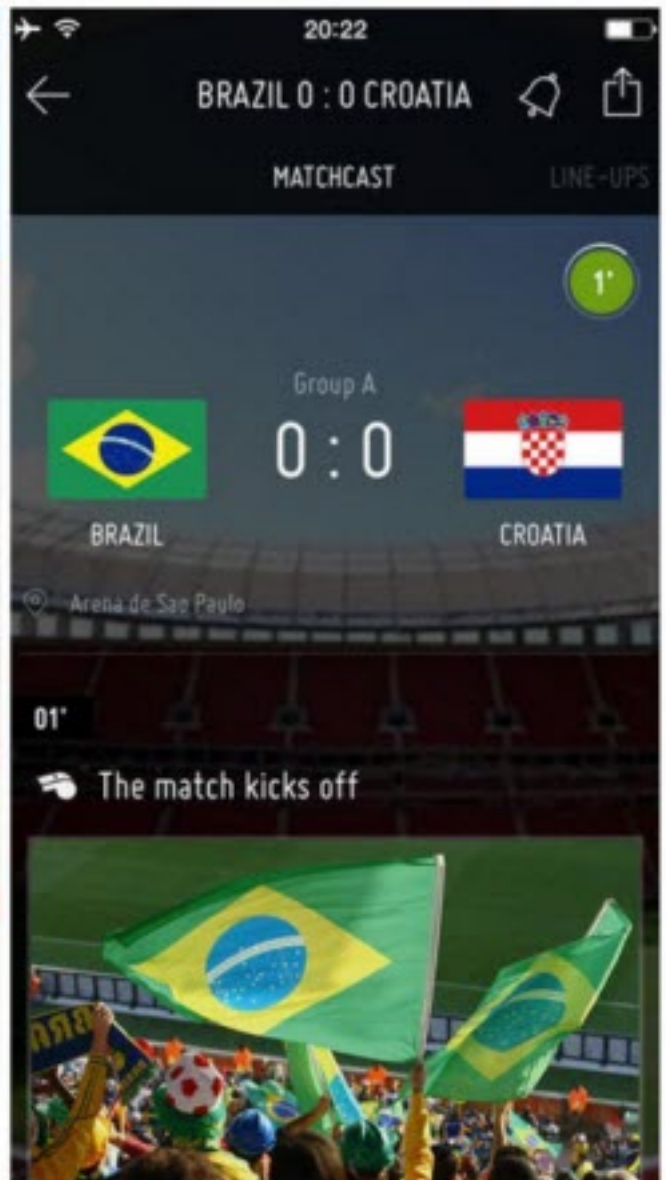 20:22
BRAZIL 0 : 0 CROATIA
MATCHCAST LINE-UPS
1'
Group A
0 : 0
BRAZIL CROATIA
Arena de Sao Paulo
01'
The match kicks off